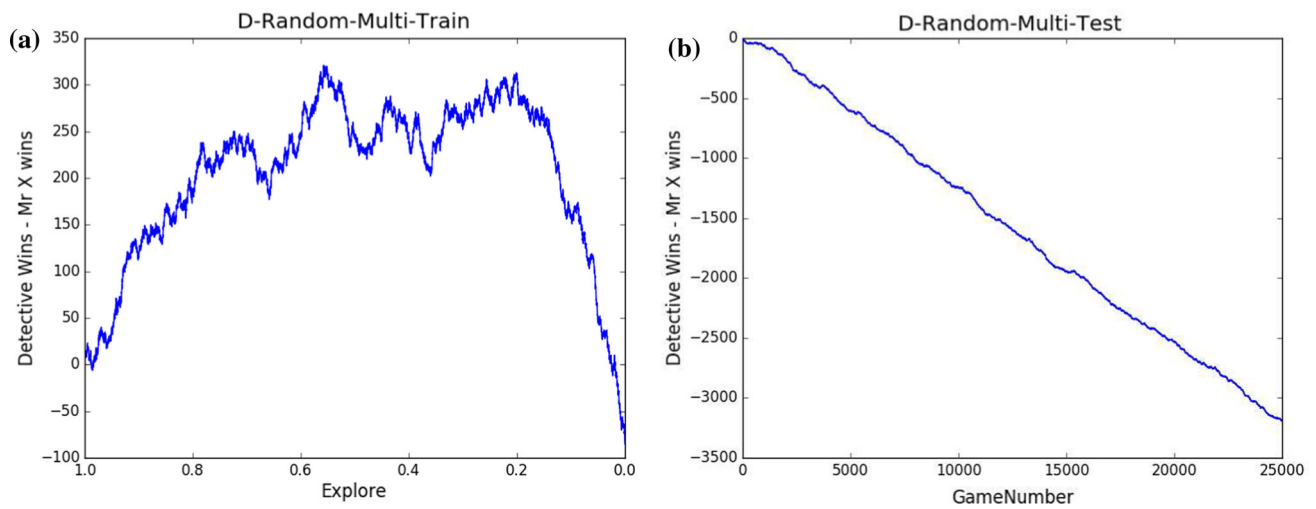 (a)
D-Random-Multi-Train
350
300
250
200
150
100
50
0
−50
−100
Detective Wins - Mr X wins
1.0 0.8 0.6 0.4 0.2 0.0
Explore
(b)
D-Random-Multi-Test
0
−500
−1000
−1500
−2000
−2500
−3000
−3500
Detective Wins - Mr X wins
0 5000 10000 15000 20000 25000
GameNumber